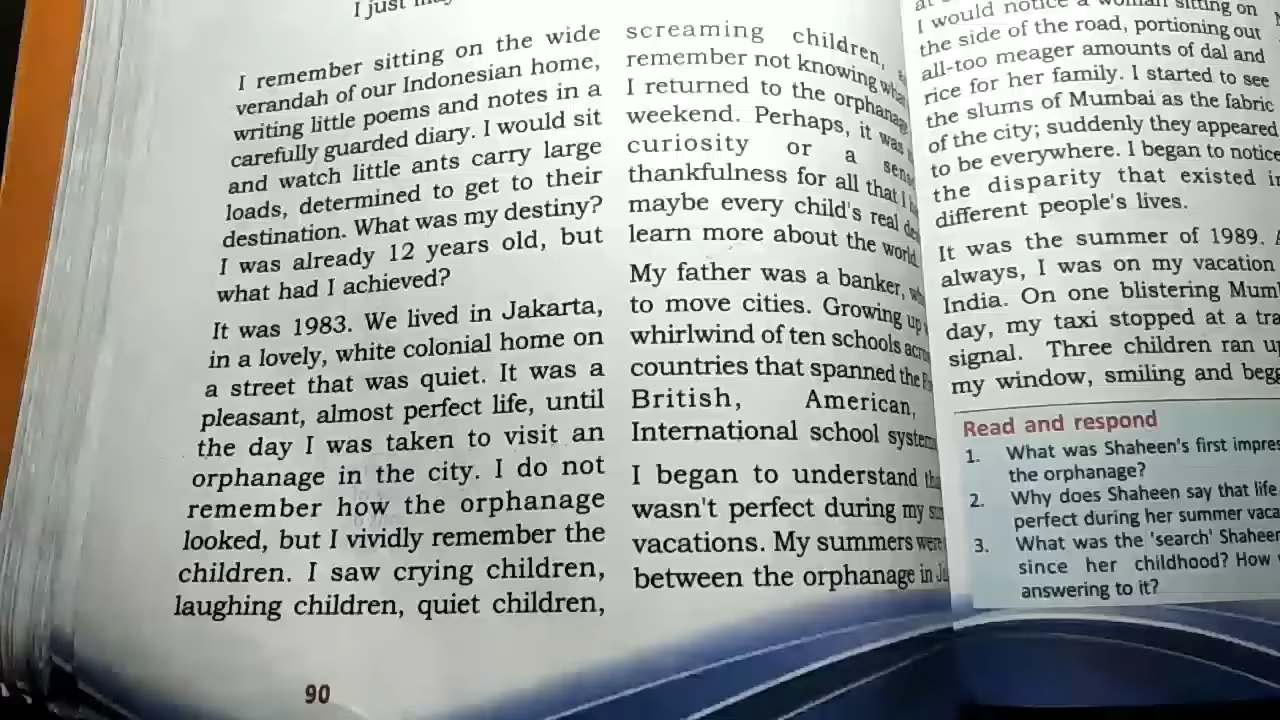 I just
I remember sitting on the wide
verandah of our Indonesian home,
writing little poems and notes in a
carefully guarded diary. I would sit
and watch little ants carry large
loads, determined to get to their
destination. What was my destiny?
I was already 12 years old, but
what had I achieved?
It was 1983. We lived in Jakarta,
in a lovely, white colonial home on
a street that was quiet. It was a
pleasant, almost perfect life, until
the day I was taken to visit an
orphanage in the city. I do not
remember how the orphanage
looked, but I vividly remember the
children. I saw crying children,
laughing children, quiet children,
90
screaming children,
remember not knowing
I returned to the
weekend. Perhaps, it was
curiosity or a
thankfulness for all that I
maybe every child's real
learn more about the world
My father was a banker,
to move cities. Growing up
whirlwind of ten schools
countries that spanned the
British, American,
International school
I began to understand
wasn't perfect during my
vacations. My summers were
between the orphanage in
I would notice a woman sitting on
the side of the road, portioning out
all-too meager amounts of dal and
rice for her family. I started to see
the slums of Mumbai as the fabric
of the city; suddenly they appeared
to be everywhere. I began to notice
the disparity that existed in
different people's lives.
It was the summer of 1989.
always, I was on my vacation
India. On one blistering
day, my taxi stopped at a
signal. Three children ran
my window, smiling and
Read and respond
1. What was Shaheen's first
the orphanage?
2. Why does Shaheen say that life
perfect during her summer
3. What was the 'search'
since her childhood? How
answering to it?